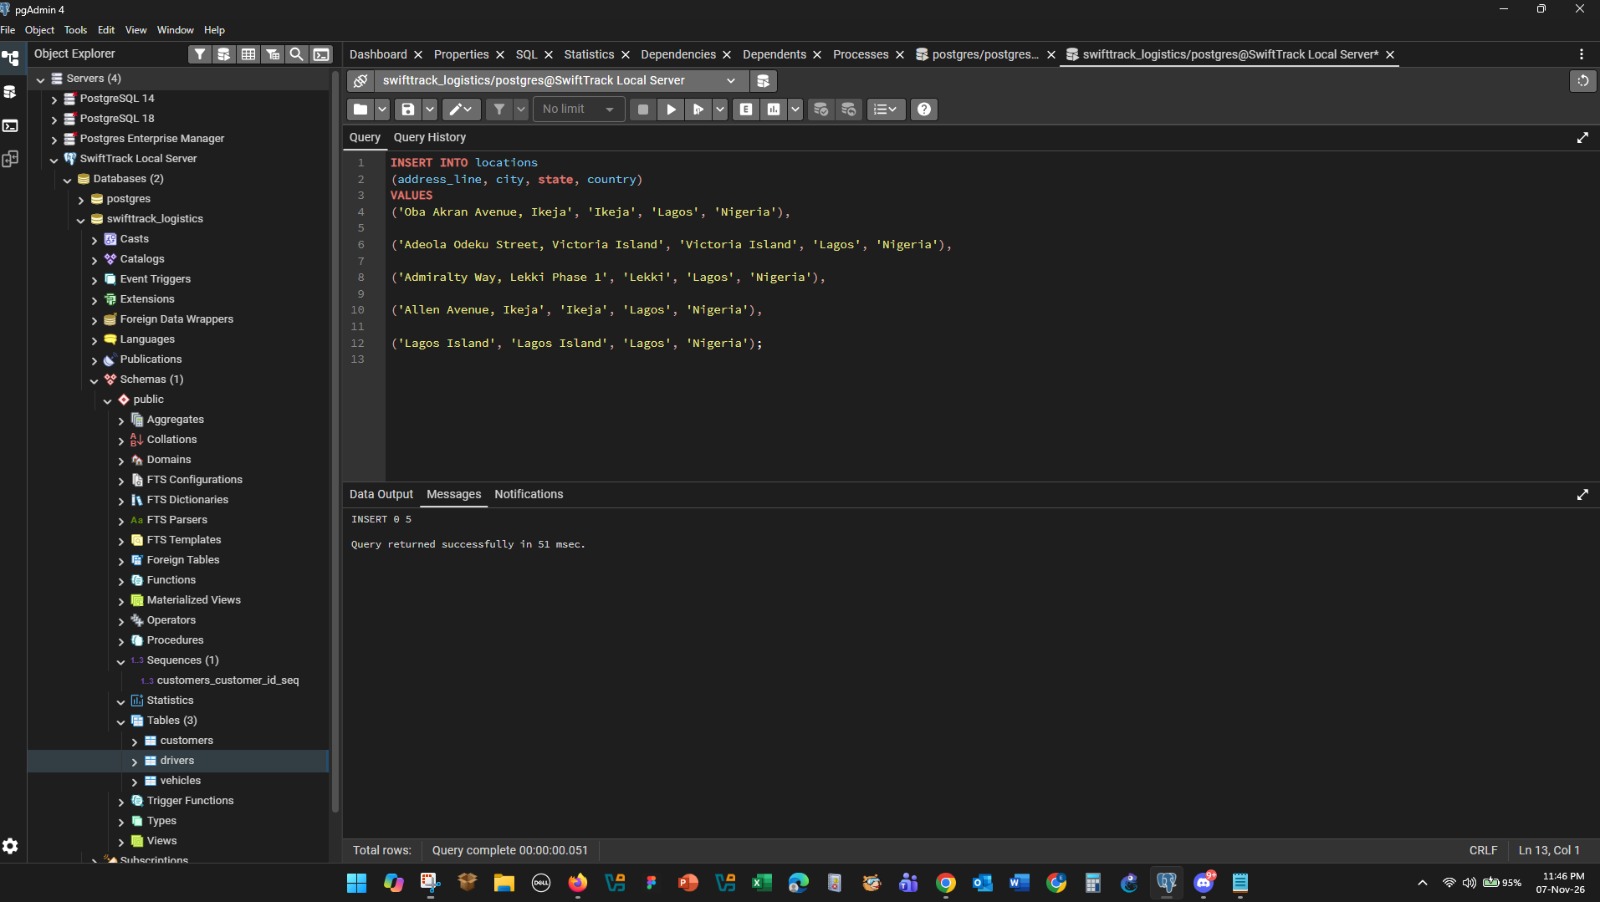 pgAdmin 4
File Object Tools Edit View Window Help
Object Explorer
Dashboard Properties SQL Statistics Dependencies Dependents Processes postgres/postgres... swifttrack_logistics/postgres@SwiftTrack Local Server*
swifttrack_logistics/postgres@SwiftTrack Local Server
No limit
Query Query History
Servers (4)
PostgreSQL 14
PostgreSQL 18
Postgres Enterprise Manager
SwiftTrack Local Server
Databases (2)
postgres
swifttrack_logistics
Casts
Catalogs
Event Triggers
Extensions
Foreign Data Wrappers
Languages
Publications
Schemas (1)
public
Aggregates
Collations
Domains
FTS Configurations
FTS Dictionaries
Aa FTS Parsers
FTS Templates
Foreign Tables
Functions
Materialized Views
Operators
Procedures
1..3 Sequences (1)
1..3 customers_customer_id_seq
Statistics
Tables (3)
customers
drivers
vehicles
Trigger Functions
Types
Views
Subscriptions
1 INSERT INTO locations
2 (address_line, city, state, country)
3 VALUES
4 ('Oba Akran Avenue, Ikeja', 'Ikeja', 'Lagos', 'Nigeria'),
5
6 ('Adeola Odeku Street, Victoria Island', 'Victoria Island', 'Lagos', 'Nigeria'),
7
8 ('Admiralty Way, Lekki Phase 1', 'Lekki', 'Lagos', 'Nigeria'),
9
10 ('Allen Avenue, Ikeja', 'Ikeja', 'Lagos', 'Nigeria'),
11
12 ('Lagos Island', 'Lagos Island', 'Lagos', 'Nigeria');
13
Data Output Messages Notifications
INSERT 0 5
Query returned successfully in 51 msec.
Total rows: Query complete 00:00:00.051
CRLF Ln 13, Col 1
95%
11:46 PM
07-Nov-26